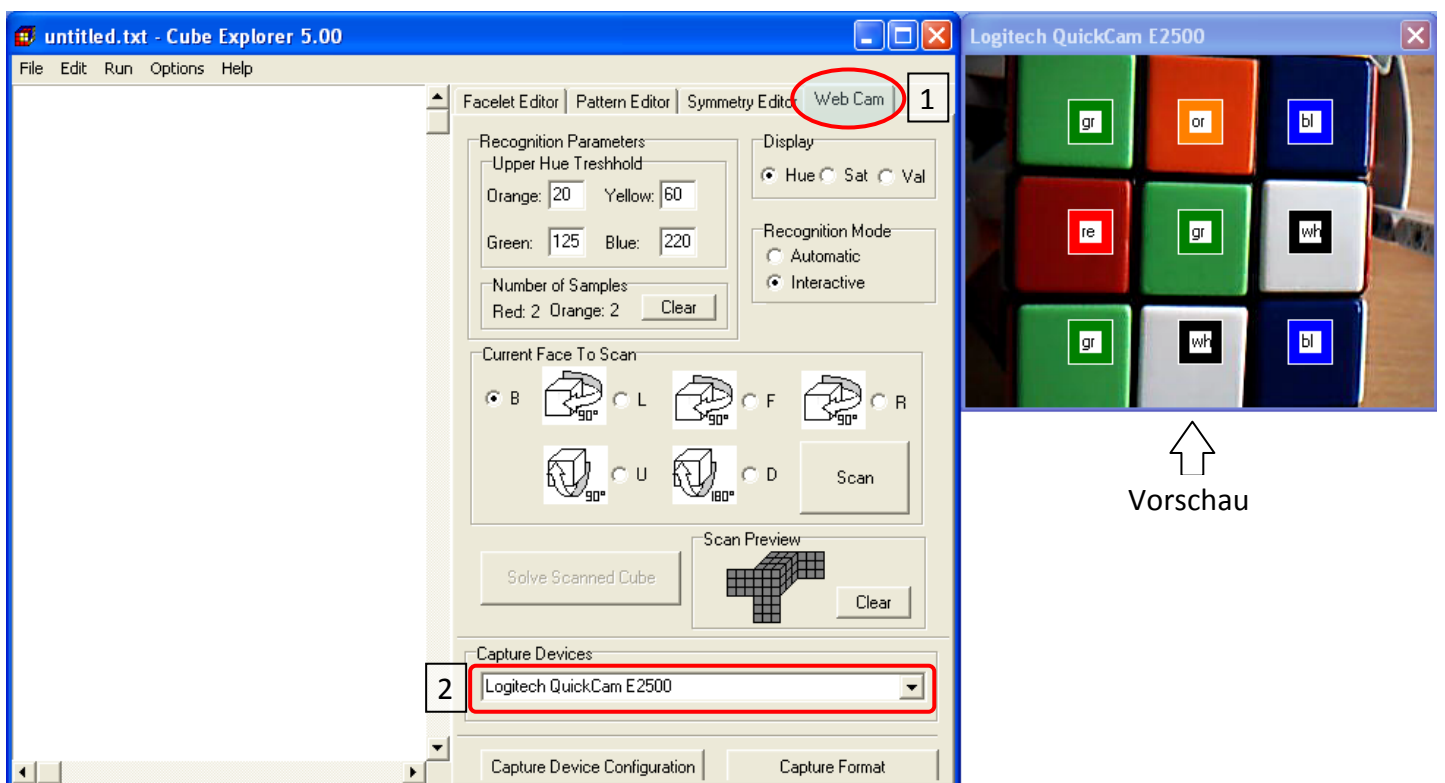 untitled.txt - Cube Explorer 5.00
File Edit Run Options Help
Facelet Editor Pattern Editor Symmetry Editor Web Cam 1
Recognition Parameters
Upper Hue Treshhold
Orange: 20 Yellow: 60
Green: 125 Blue: 220
Number of Samples
Red: 2 Orange: 2 Clear
Display
Hue Sat Val
Recognition Mode
Automatic
Interactive
Current Face To Scan
B 90° L 90° F 90° R
90° U 180° D Scan
Solve Scanned Cube
Scan Preview
Clear
Capture Devices
2 Logitech QuickCam E2500
Capture Device Configuration Capture Format
Logitech QuickCam E2500
gr or bl
re gr wh
gr wh bl
Vorschau